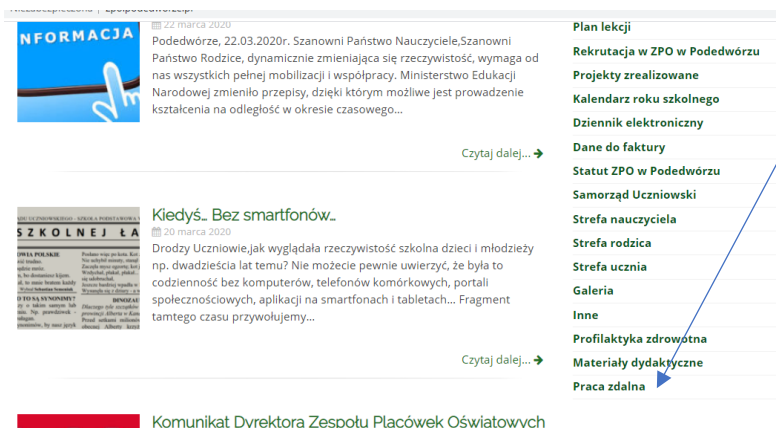 22 marca 2020
NFORMACJA
Podedwórze, 22.03.2020r. Szanowni Państwo Nauczyciele,Szanowni
Państwo Rodzice, dynamicznie zmieniająca się rzeczywistość, wymaga od
nas wszystkich pełnej mobilizacji i współpracy. Ministerstwo Edukacji
Narodowej zmieniło przepisy, dzięki którym możliwe jest prowadzenie
kształcenia na odległość w okresie czasowego...
Czytaj dalej...
Kiedyś... Bez smartfonów...
20 marca 2020
SZKOLNEJ ŁA
Drodzy Uczniowie,jak wyglądała rzeczywistość szkolna dzieci i młodzieży
np. dwadzieścia lat temu? Nie możecie pewnie uwierzyć, że była to
codzienność bez komputerów, telefonów komórkowych, portali
społecznościowych, aplikacji na smartfonach i tabletach... Fragment
tamtego czasu przywołujemy...
Czytaj dalej...
Komunikat Dyrektora Zespołu Placówek Oświatowych
Plan lekcji
Rekrutacja w ZPO w Podedwórzu
Projekty zrealizowane
Kalendarz roku szkolnego
Dziennik elektroniczny
Dane do faktury
Statut ZPO w Podedwórzu
Samorząd Uczniowski
Strefa nauczyciela
Strefa rodzica
Strefa ucznia
Galeria
Inne
Profilaktyka zdrowotna
Materiały dydaktyczne
Praca zdalna